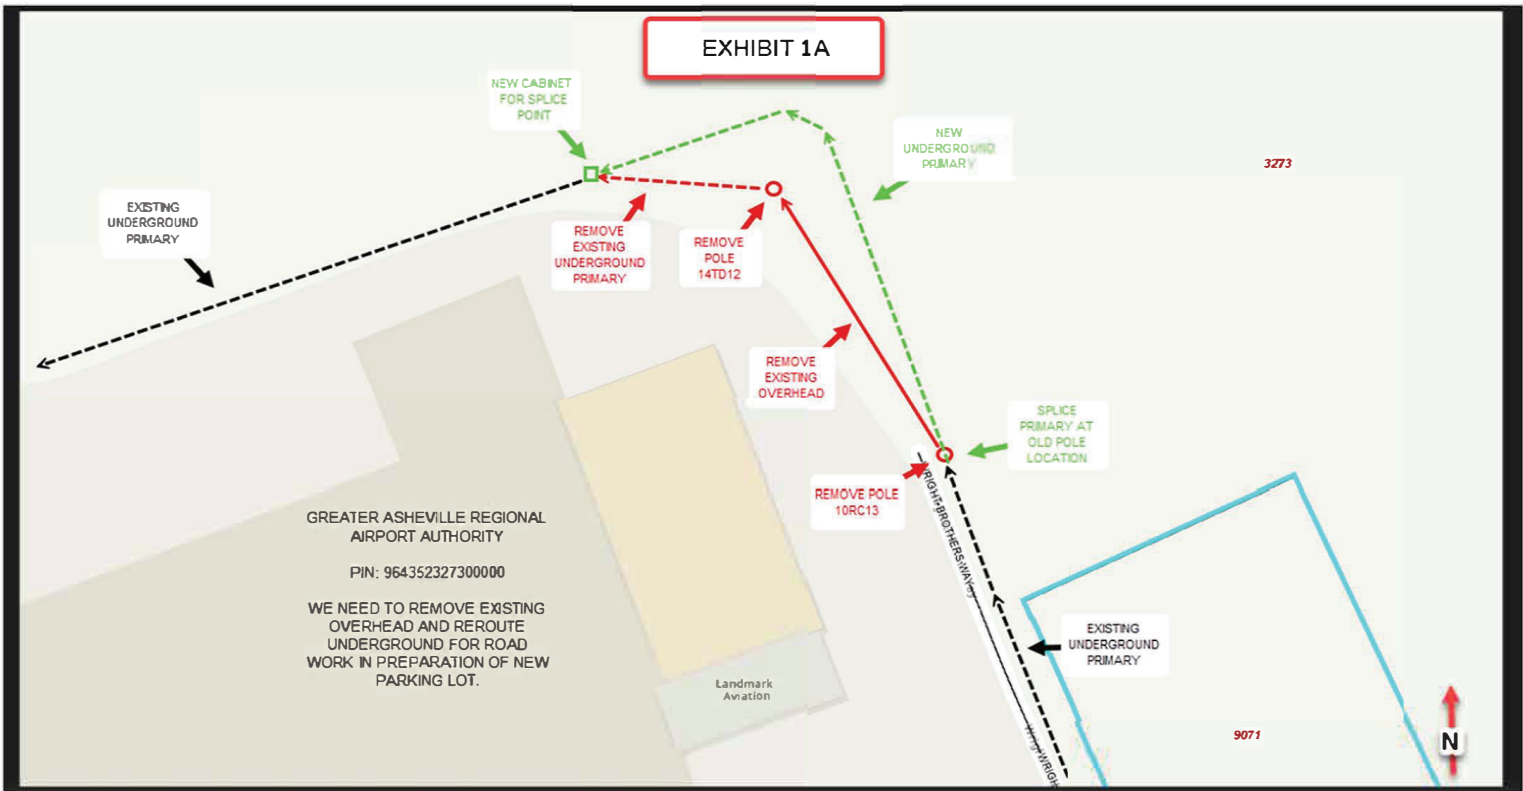 EXHIBIT 1A
NEW CABINET
FOR SPLICE
POINT
NEW
UNDERGROUND
PRIMARY
3273
EXISTING
UNDERGROUND
PRIMARY
REMOVE
EXISTING
UNDERGROUND
PRIMARY
REMOVE
POLE
14TD12
REMOVE
EXISTING
OVERHEAD
SPLICE
PRIMARY AT
OLD POLE
LOCATION
REMOVE POLE
10RC13
GREATER ASHEVILLE REGIONAL
AIRPORT AUTHORITY
PIN: 964352327300000
WE NEED TO REMOVE EXISTING
OVERHEAD AND REROUTE
UNDERGROUND FOR ROAD
WORK IN PREPARATION OF NEW
PARKING LOT.
WRIGHT-BROTHERS-WAY
EXISTING
UNDERGROUND
PRIMARY
Landmark
Aviation
9071
N